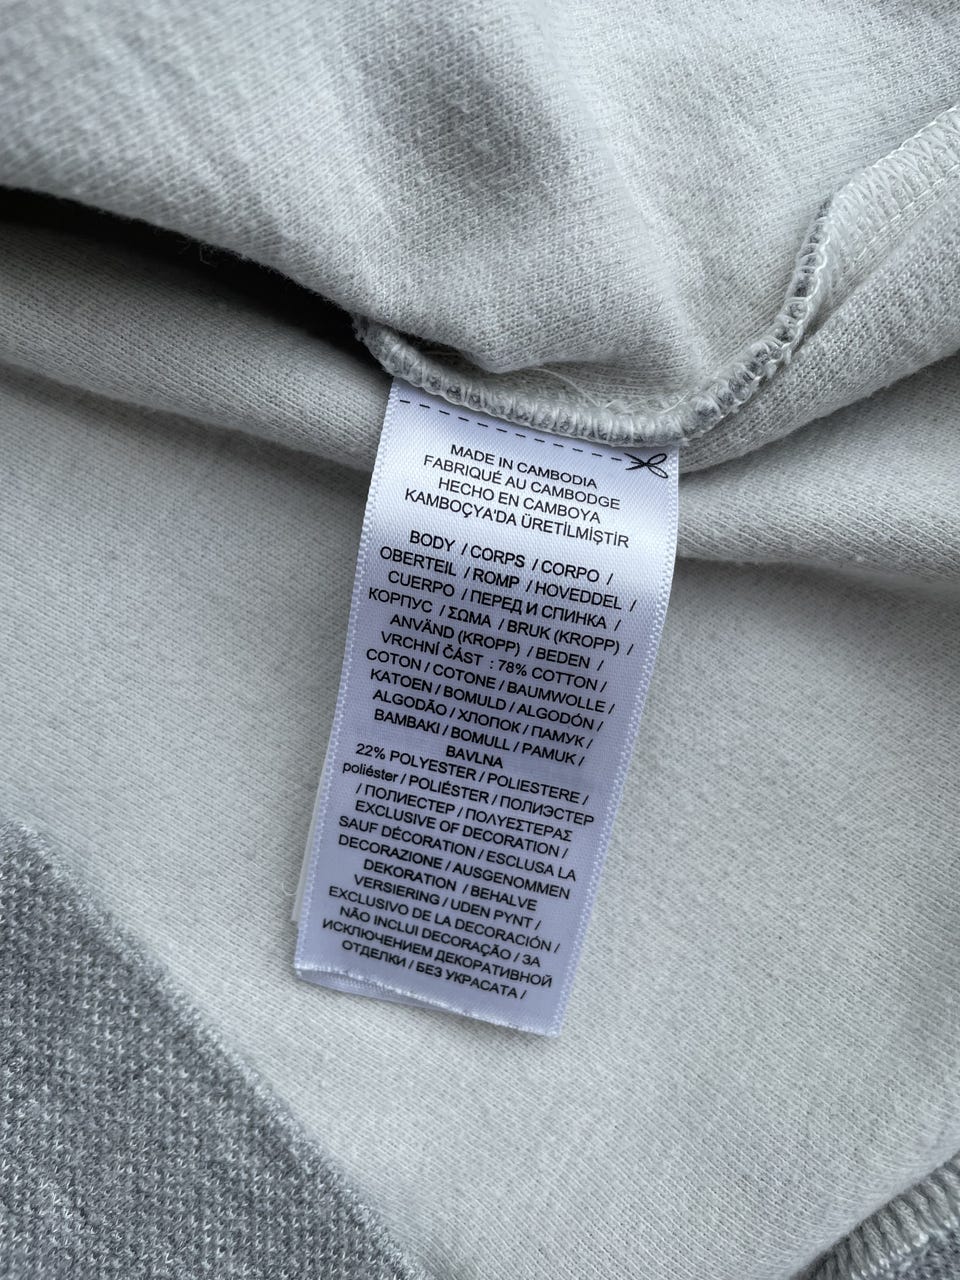 MADE IN CAMBODIA
FABRIQUÉ AU CAMBODGE
HECHO EN CAMBOYA
KAMBOÇYA'DA ÜRETİLMİŞTİR
BODY / CORPS / CORPO /
OBERTEIL / ROMP / HOVEDDEL /
CUERPO / ПЕРЕД И СПИНКА /
КОРПУС / ΣΩΜΑ / BRUK (KROPP) /
ANVÄND (KROPP) / BEDEN /
VRCHNÍ ČÁST : 78% COTTON /
COTON / COTONE / BAUMWOLLE /
KATOEN / BOMULD / ALGODÓN /
ALGODÃO / ХЛОПОК / ПАМУК /
ΒΑΜΒΑΚΙ / BOMULL / PAMUK /
BAVLNA
22% POLYESTER / POLIESTERE /
poliéster / POLIÉSTER / ПОЛИЭСТЕР
/ ПОЛИЕСТЕР / ΠΟΛΥΕΣΤΕΡΑΣ
EXCLUSIVE OF DECORATION /
SAUF DÉCORATION / ESCLUSA LA
DECORAZIONE / AUSGENOMMEN
DEKORATION / BEHALVE
VERSIERING / UDEN PYNT /
EXCLUSIVO DE LA DECORACIÓN /
NÃO INCLUI DECORAÇÃO / ЗА
ИСКЛЮЧЕНИЕМ ДЕКОРАТИВНОЙ
ОТДЕЛКИ / БЕЗ УКРАСАТА /